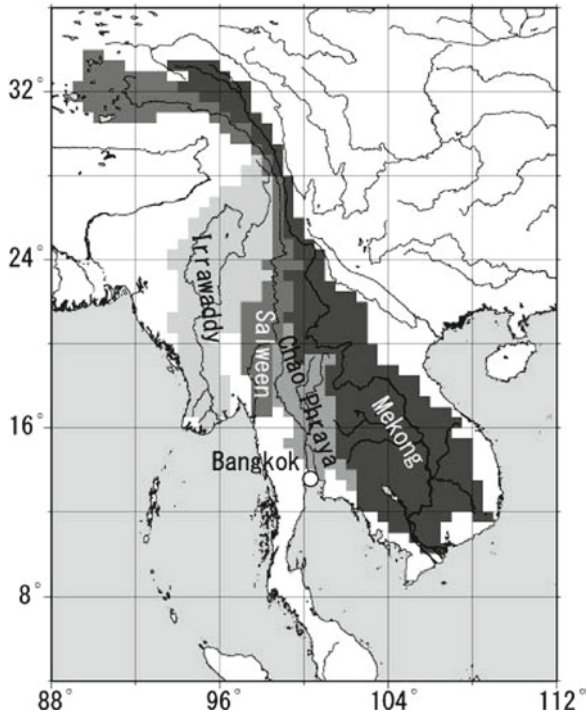 32°
24°
16°
8°
88°
96°
104°
112°
Irrawaddy
Salween
Chao Phraya
Mekong
Bangkok